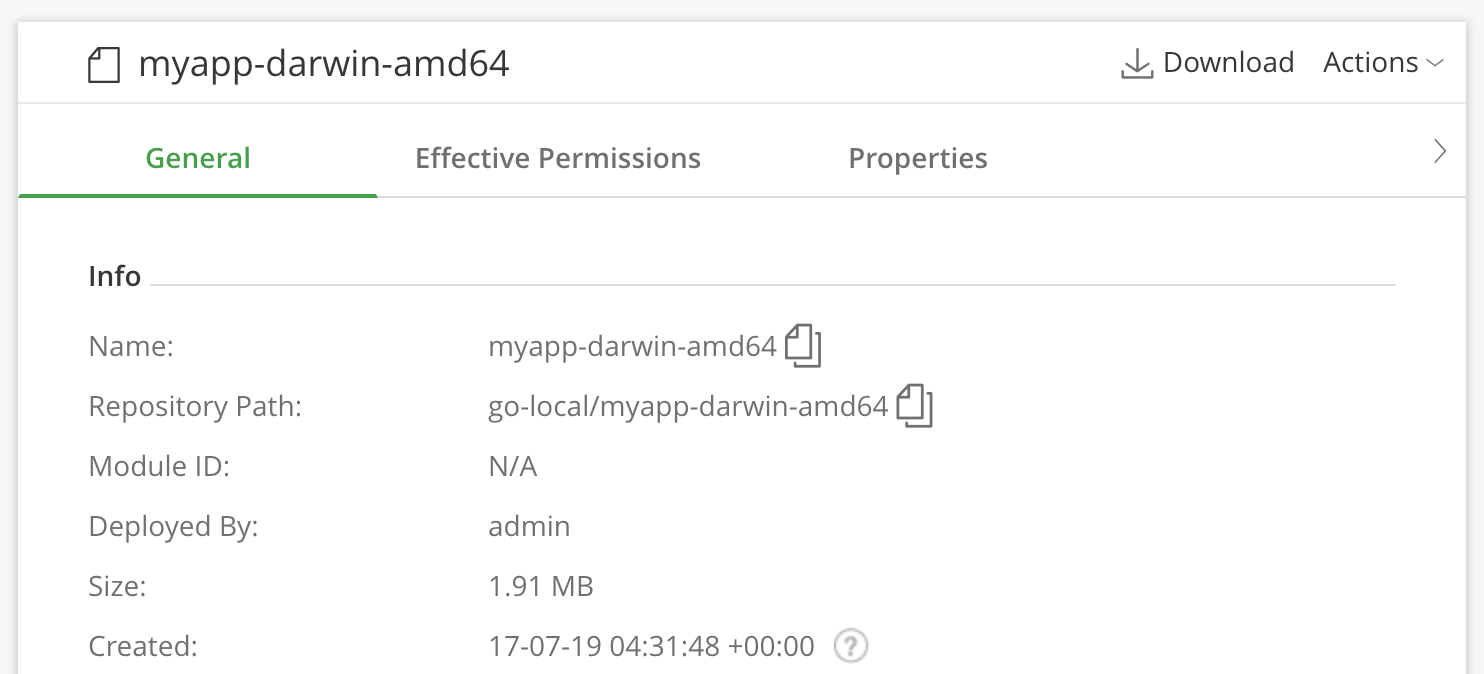 myapp-darwin-amd64 Download Actions
General Effective Permissions Properties
Info
Name: myapp-darwin-amd64
Repository Path: go-local/myapp-darwin-amd64
Module ID: N/A
Deployed By: admin
Size: 1.91 MB
Created: 17-07-19 04:31:48 +00:00 ?